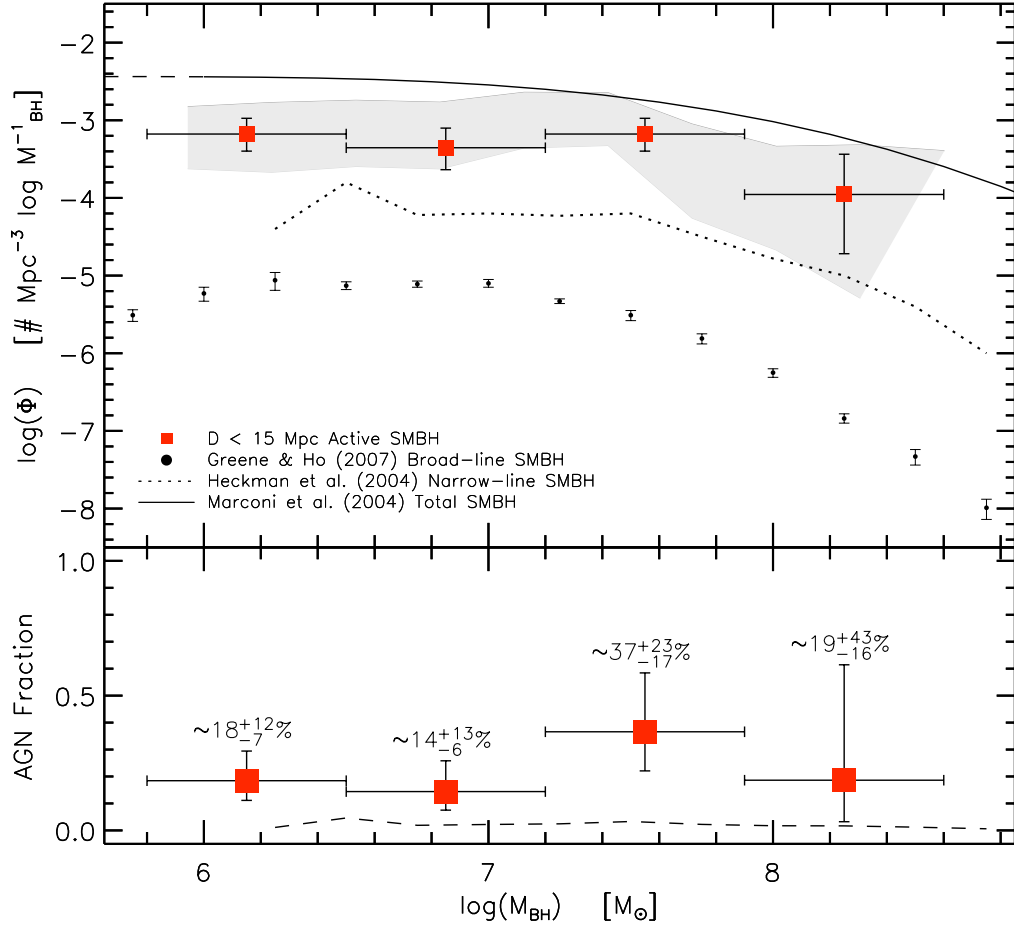 −2
−3
−4
−5
−6
−7
−8
log(Φ) [# Mpc⁻³ log M⁻¹_BH]
D < 15 Mpc Active SMBH
Greene & Ho (2007) Broad-line SMBH
Heckman et al. (2004) Narrow-line SMBH
Marconi et al. (2004) Total SMBH
1.0
0.5
0.0
AGN Fraction
~18⁺¹²₋₇%
~14⁺¹³₋₆%
~37⁺²³₋₁₇%
~19⁺⁴³₋₁₆%
6 7 8
log(M_BH) [M_⊙]